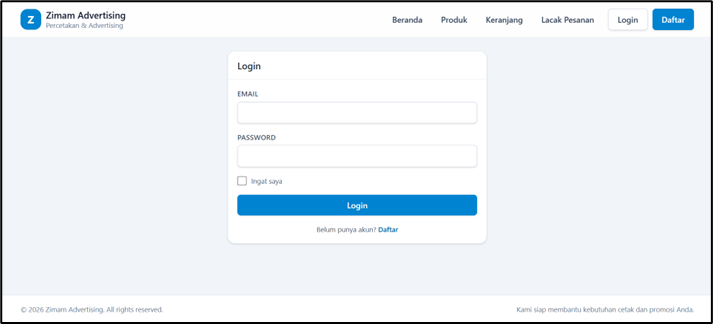 Z
Zimam Advertising
Percetakan & Advertising
Beranda Produk Keranjang Lacak Pesanan Login Daftar
Login
EMAIL
PASSWORD
Ingat saya
Login
Belum punya akun? Daftar
© 2026 Zimam Advertising. All rights reserved. Kami siap membantu kebutuhan cetak dan promosi Anda.